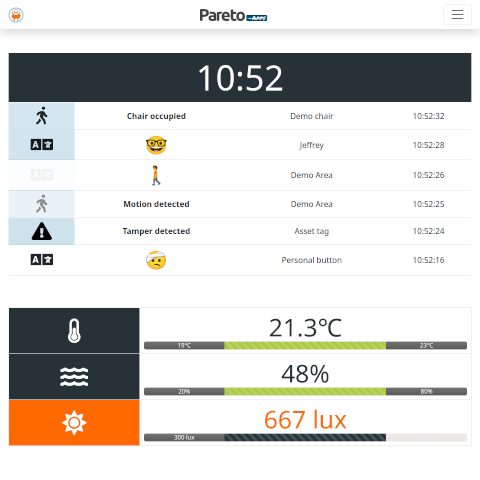 Pareto
10:52
Chair occupied Demo chair 10:52:32
A Jeffrey 10:52:28
Demo Area 10:52:26
Motion detected Demo Area 10:52:25
Tamper detected Asset tag 10:52:24
A Personal button 10:52:16
21.3°C
19°C 23°C
48%
20% 80%
667 lux
300 lux